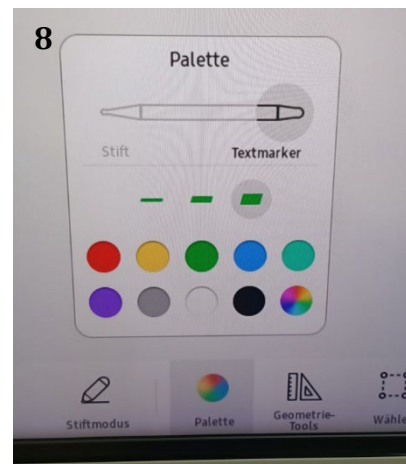 8
Palette
Stift Textmarker
Stiftmodus Palette Geometrie-
Tools Wähle